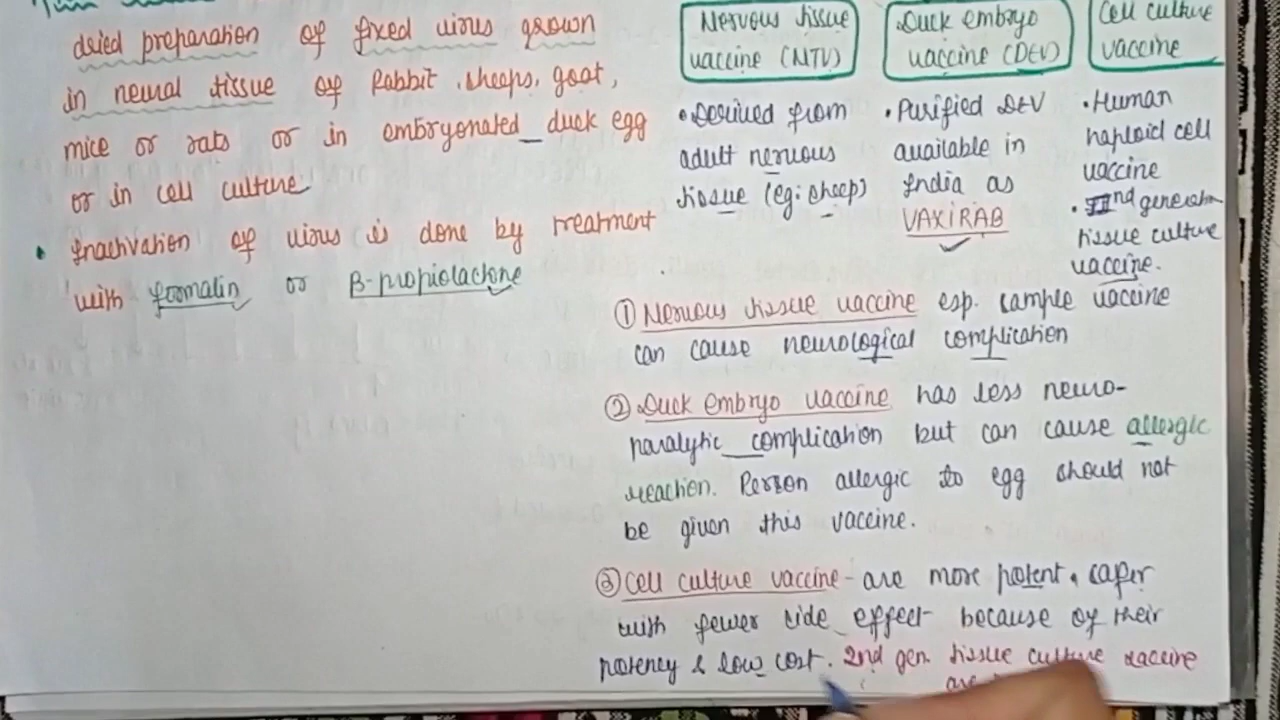 dried preparation of fixed virus grown
in neural tissue of Rabbit, sheeps, goat,
mice or rats or in embryonated duck egg
or in cell culture
• Inactivation of virus is done by treatment
with formalin or β-propiolactone
Nervous tissue
vaccine (NTV)
• Derived from
adult nervous
tissue (eg: sheep)
Duck embryo
vaccine (DEV)
• Purified DEV
available in
India as
VAXIRAB
Cell culture
vaccine
• Human
haploid cell
vaccine
• IInd generation
tissue culture
vaccine.
① Nervous tissue vaccine esp. sample vaccine
can cause neurological complication
② Duck embryo vaccine has less neuro-
paralytic complication but can cause allergic
reaction. Person allergic to egg should not
be given this vaccine.
③ Cell culture vaccine - are more potent, safer
with fewer side effect because of their
potency & low cost. 2nd gen. tissue culture vaccine
are